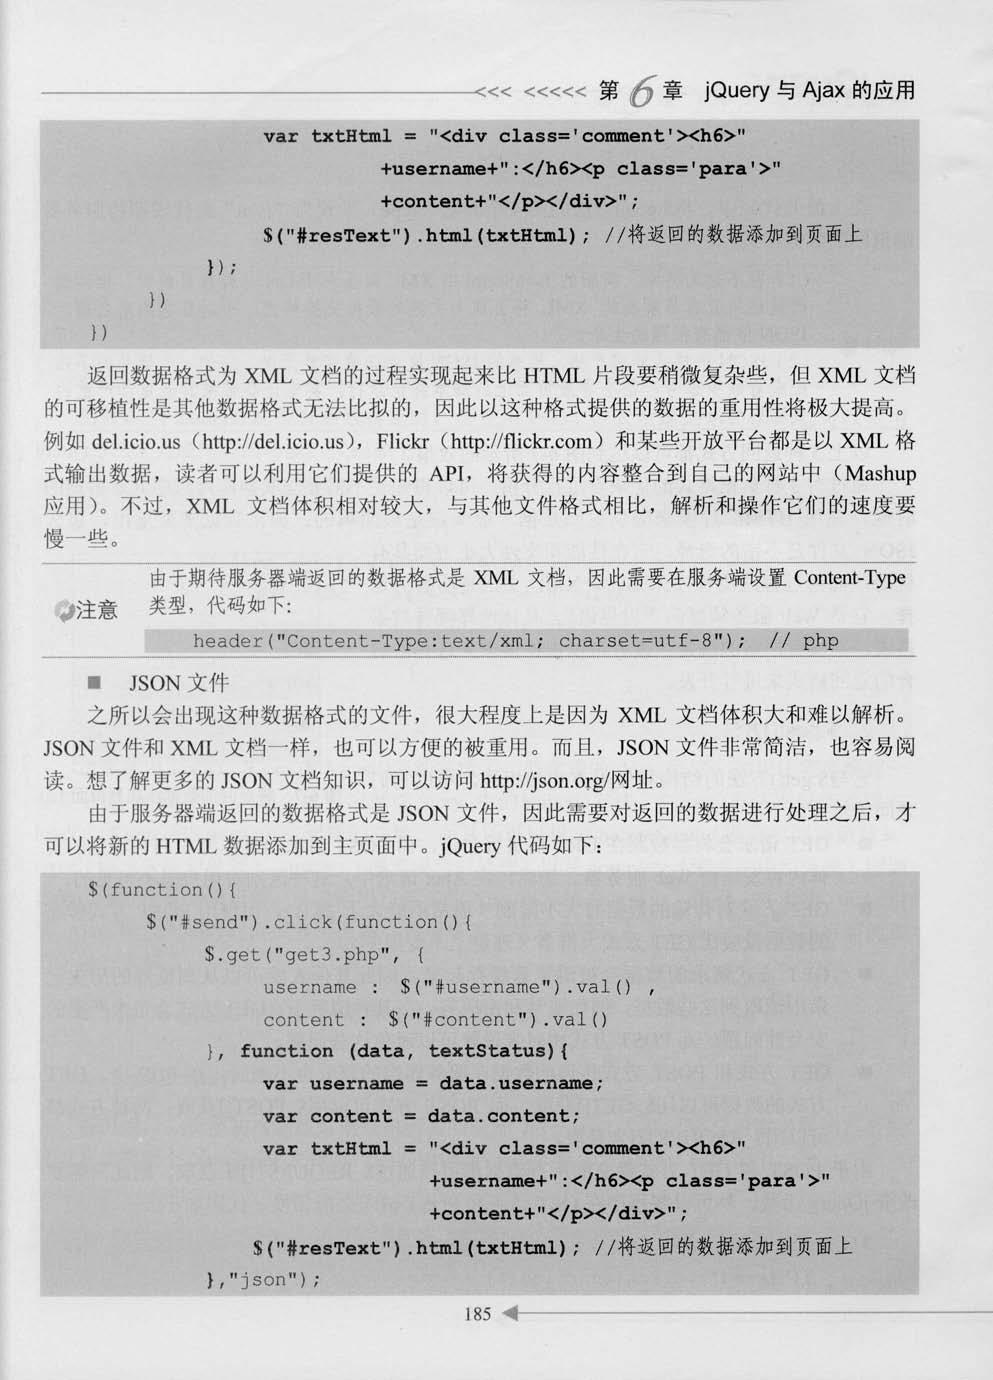 <<< <<<<< 第6章 jQuery 与 Ajax 的应用
var txtHtml = "<div class='comment'><h6>"
+username+":</h6><p class='para'>"
+content+"</p></div>";
$("#resText").html(txtHtml); //将返回的数据添加到页面上
});
})
})
返回数据格式为 XML 文档的过程实现起来比 HTML 片段要稍微复杂些，但 XML 文档
的可移植性是其他数据格式无法比拟的，因此以这种格式提供的数据的重用性将极大提高。
例如 del.icio.us（http://del.icio.us），Flickr（http://flickr.com）和某些开放平台都是以 XML 格
式输出数据，读者可以利用它们提供的 API，将获得的内容整合到自己的网站中（Mashup
应用）。不过，XML 文档体积相对较大，与其他文件格式相比，解析和操作它们的速度要
慢一些。
由于期待服务器端返回的数据格式是 XML 文档，因此需要在服务端设置 Content-Type
注意 类型，代码如下:
header("Content-Type:text/xml; charset=utf-8"); // php
■ JSON 文件
之所以会出现这种数据格式的文件，很大程度上是因为 XML 文档体积大和难以解析。
JSON 文件和 XML 文档一样，也可以方便的被重用。而且，JSON 文件非常简洁，也容易阅
读。想了解更多的 JSON 文档知识，可以访问 http://json.org/网址。
由于服务器端返回的数据格式是 JSON 文件，因此需要对返回的数据进行处理之后，才
可以将新的 HTML 数据添加到主页面中。jQuery 代码如下：
$(function(){
$("#send").click(function(){
$.get("get3.php", {
username : $("#username").val() ,
content : $("#content").val()
}, function (data, textStatus){
var username = data.username;
var content = data.content;
var txtHtml = "<div class='comment'><h6>"
+username+":</h6><p class='para'>"
+content+"</p></div>";
$("#resText").html(txtHtml); //将返回的数据添加到页面上
},"json");
185